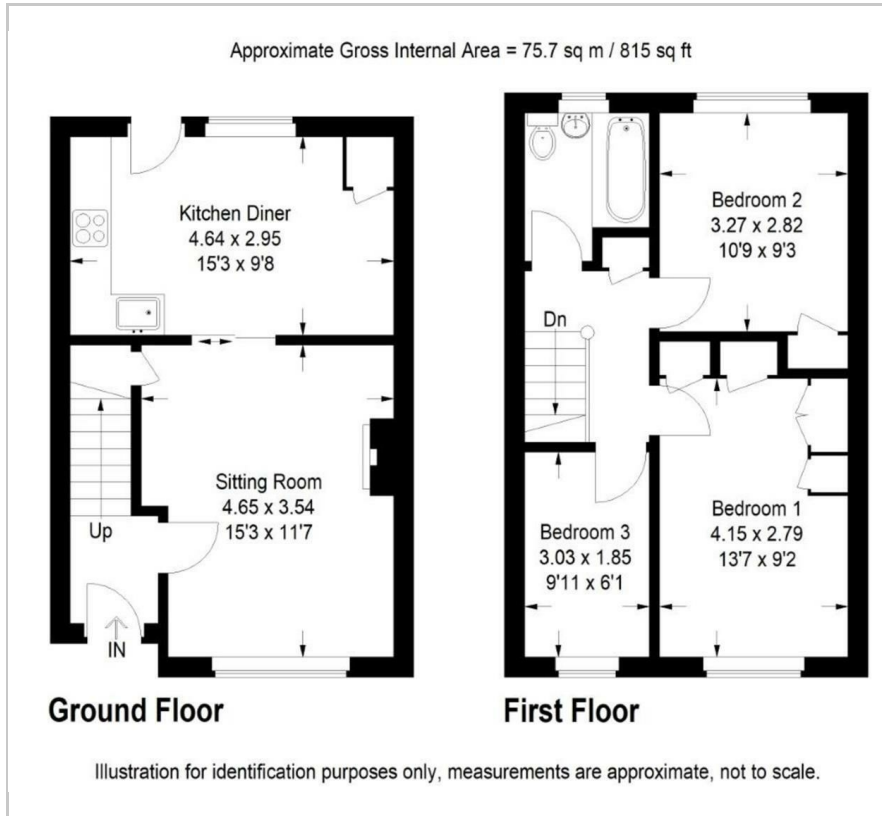 Approximate Gross Internal Area = 75.7 sq m / 815 sq ft
Kitchen Diner
4.64 x 2.95
15'3 x 9'8
Sitting Room
4.65 x 3.54
15'3 x 11'7
Up
IN
Ground Floor
Bedroom 2
3.27 x 2.82
10'9 x 9'3
Dn
Bedroom 3
3.03 x 1.85
9'11 x 6'1
Bedroom 1
4.15 x 2.79
13'7 x 9'2
First Floor
Illustration for identification purposes only, measurements are approximate, not to scale.